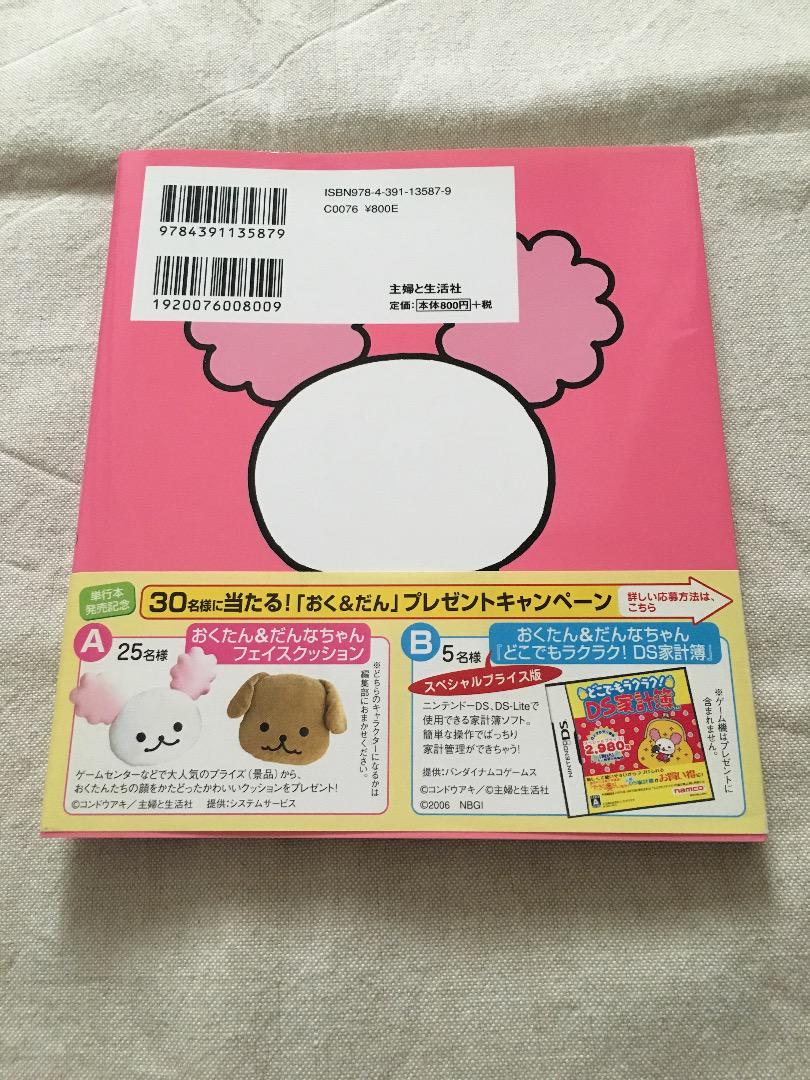 ISBN978-4-391-13587-9
C0076 ¥800E
9784391135879
1920076008009
主婦と生活社
定価：本体800円＋税
単行本
発売記念
30名様に当たる！「おく&だん」プレゼントキャンペーン
詳しい応募方法は、
こちら
A
25名様
おくたん&だんなちゃん
フェイスクッション
※どちらのキャラクターになるかは
編集部におまかせください。
ゲームセンターなどで大人気のプライズ（景品）から、
おくたんたちの顔をかたどったかわいいクッションをプレゼント！
©コンドウアキ／主婦と生活社　提供：システムサービス
B
5名様
おくたん&だんなちゃん
『どこでもラクラク！DS家計簿』
スペシャルプライス版
ニンテンドーDS、DS-Liteで
使用できる家計簿ソフト。
簡単な操作でばっちり
家計管理ができちゃう！
提供：バンダイナムコゲームス
©コンドウアキ／©主婦と生活社
©2006 NBGI
※ゲーム機はプレゼントに
含まれません。
NINTENDO DS
どこでもラクラク！
DS家計簿
2,980円
お買い得に！
namco